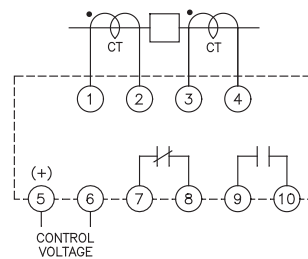 CT CT
1 2 3 4
(+)
5 6 7 8 9 10
CONTROL
VOLTAGE